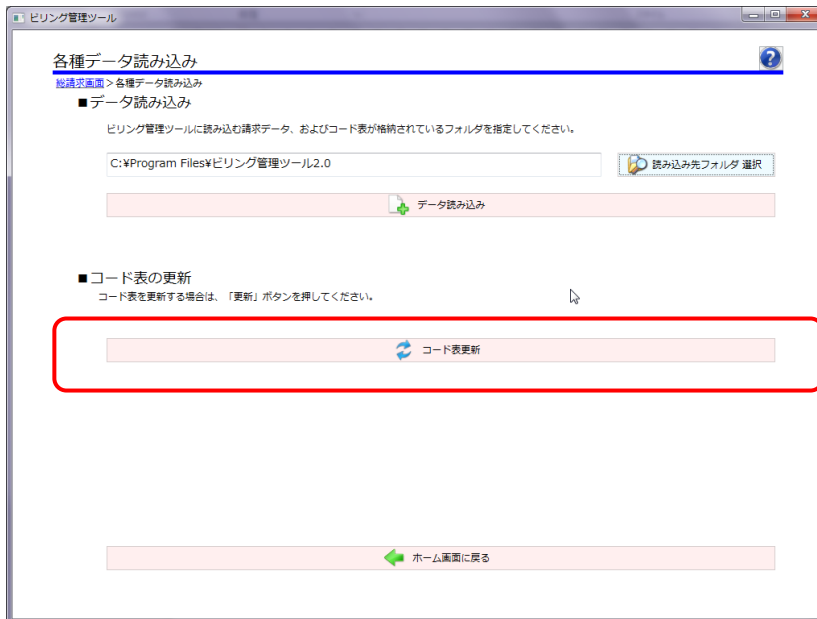 ビリング管理ツール
各種データ読み込み
総請求画面>各種データ読み込み
■データ読み込み
ビリング管理ツールに読み込む請求データ、およびコード表が格納されているフォルダを指定してください。
C:¥Program Files¥ビリング管理ツール2.0
読み込み先フォルダ 選択
データ読み込み
■コード表の更新
コード表を更新する場合は、「更新」ボタンを押してください。
コード表更新
ホーム画面に戻る